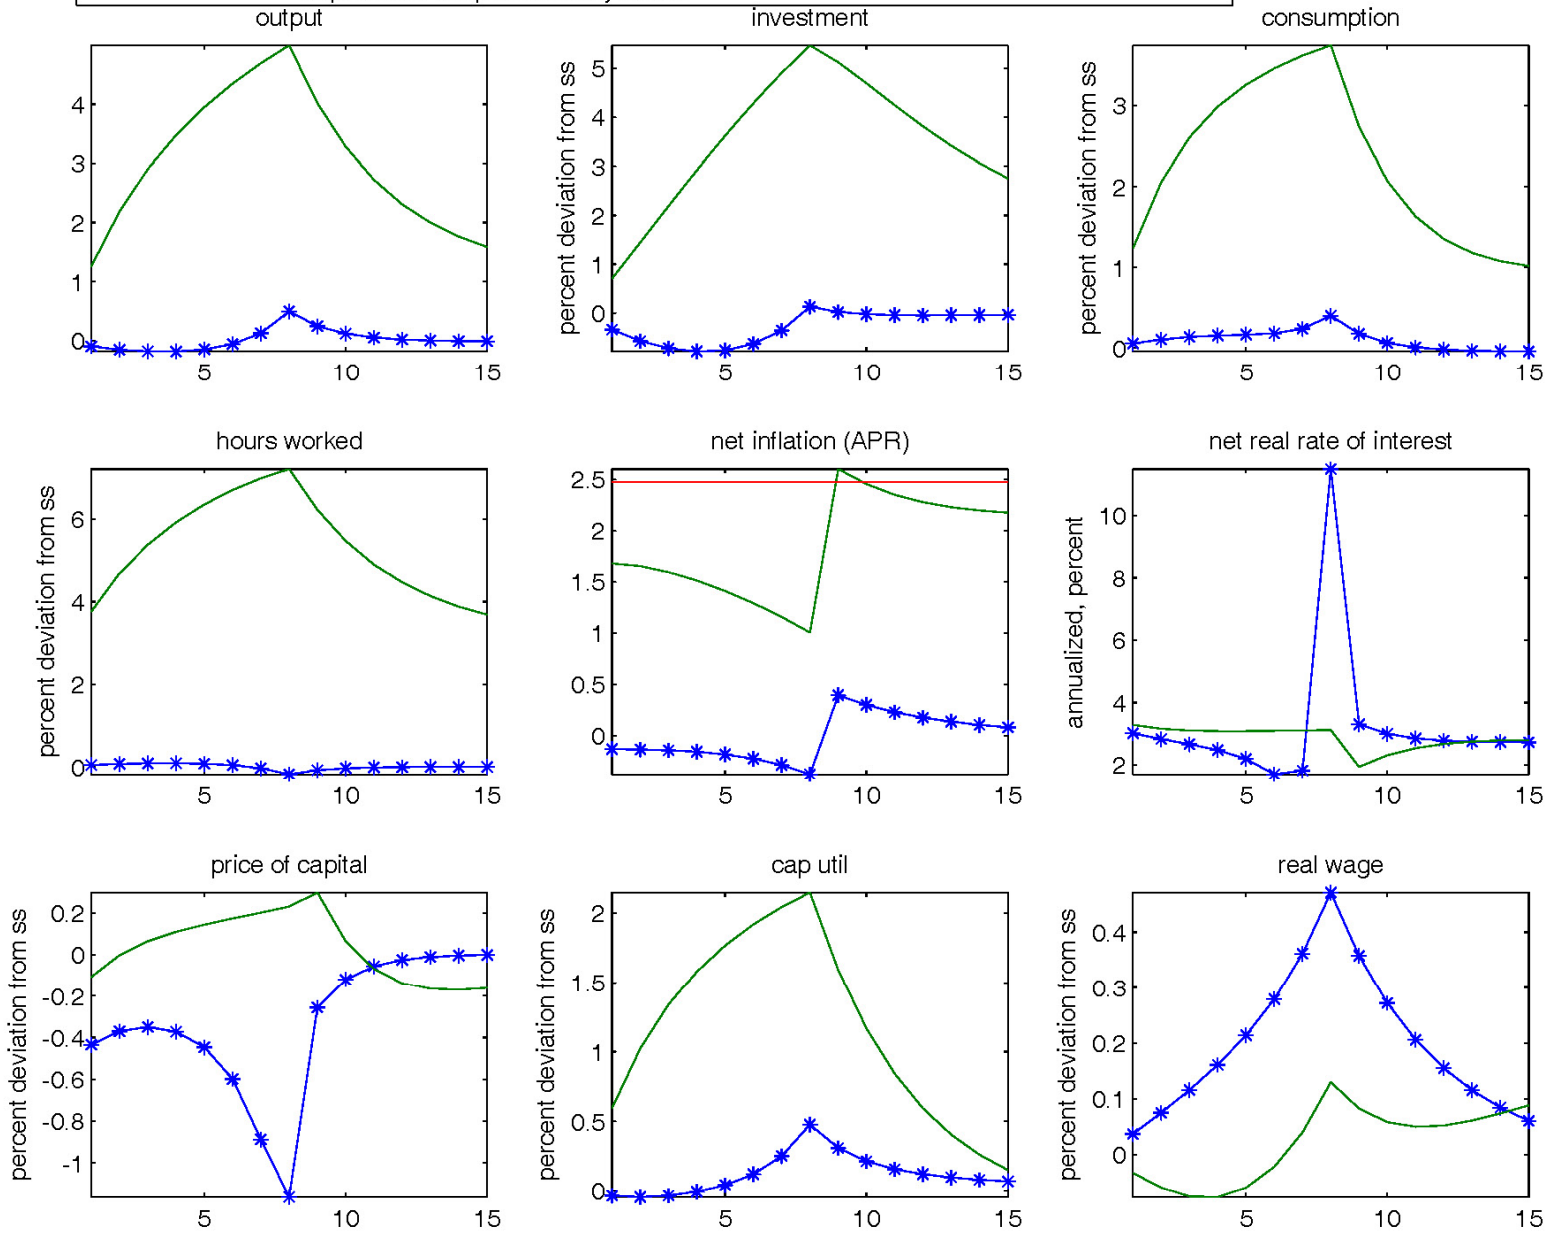 output investment consumption
4
3
2
1
0
5 10 15
percent deviation from ss
5
4
3
2
1
0
5 10 15
percent deviation from ss
3
2
1
0
5 10 15
hours worked net inflation (APR) net real rate of interest
percent deviation from ss
6
4
2
0
5 10 15
2.5
2
1.5
1
0.5
0
5 10 15
annualized, percent
10
8
6
4
2
5 10 15
price of capital cap util real wage
percent deviation from ss
0.2
0
-0.2
-0.4
-0.6
-0.8
-1
5 10 15
percent deviation from ss
2
1.5
1
0.5
0
5 10 15
percent deviation from ss
0.4
0.3
0.2
0.1
0
5 10 15